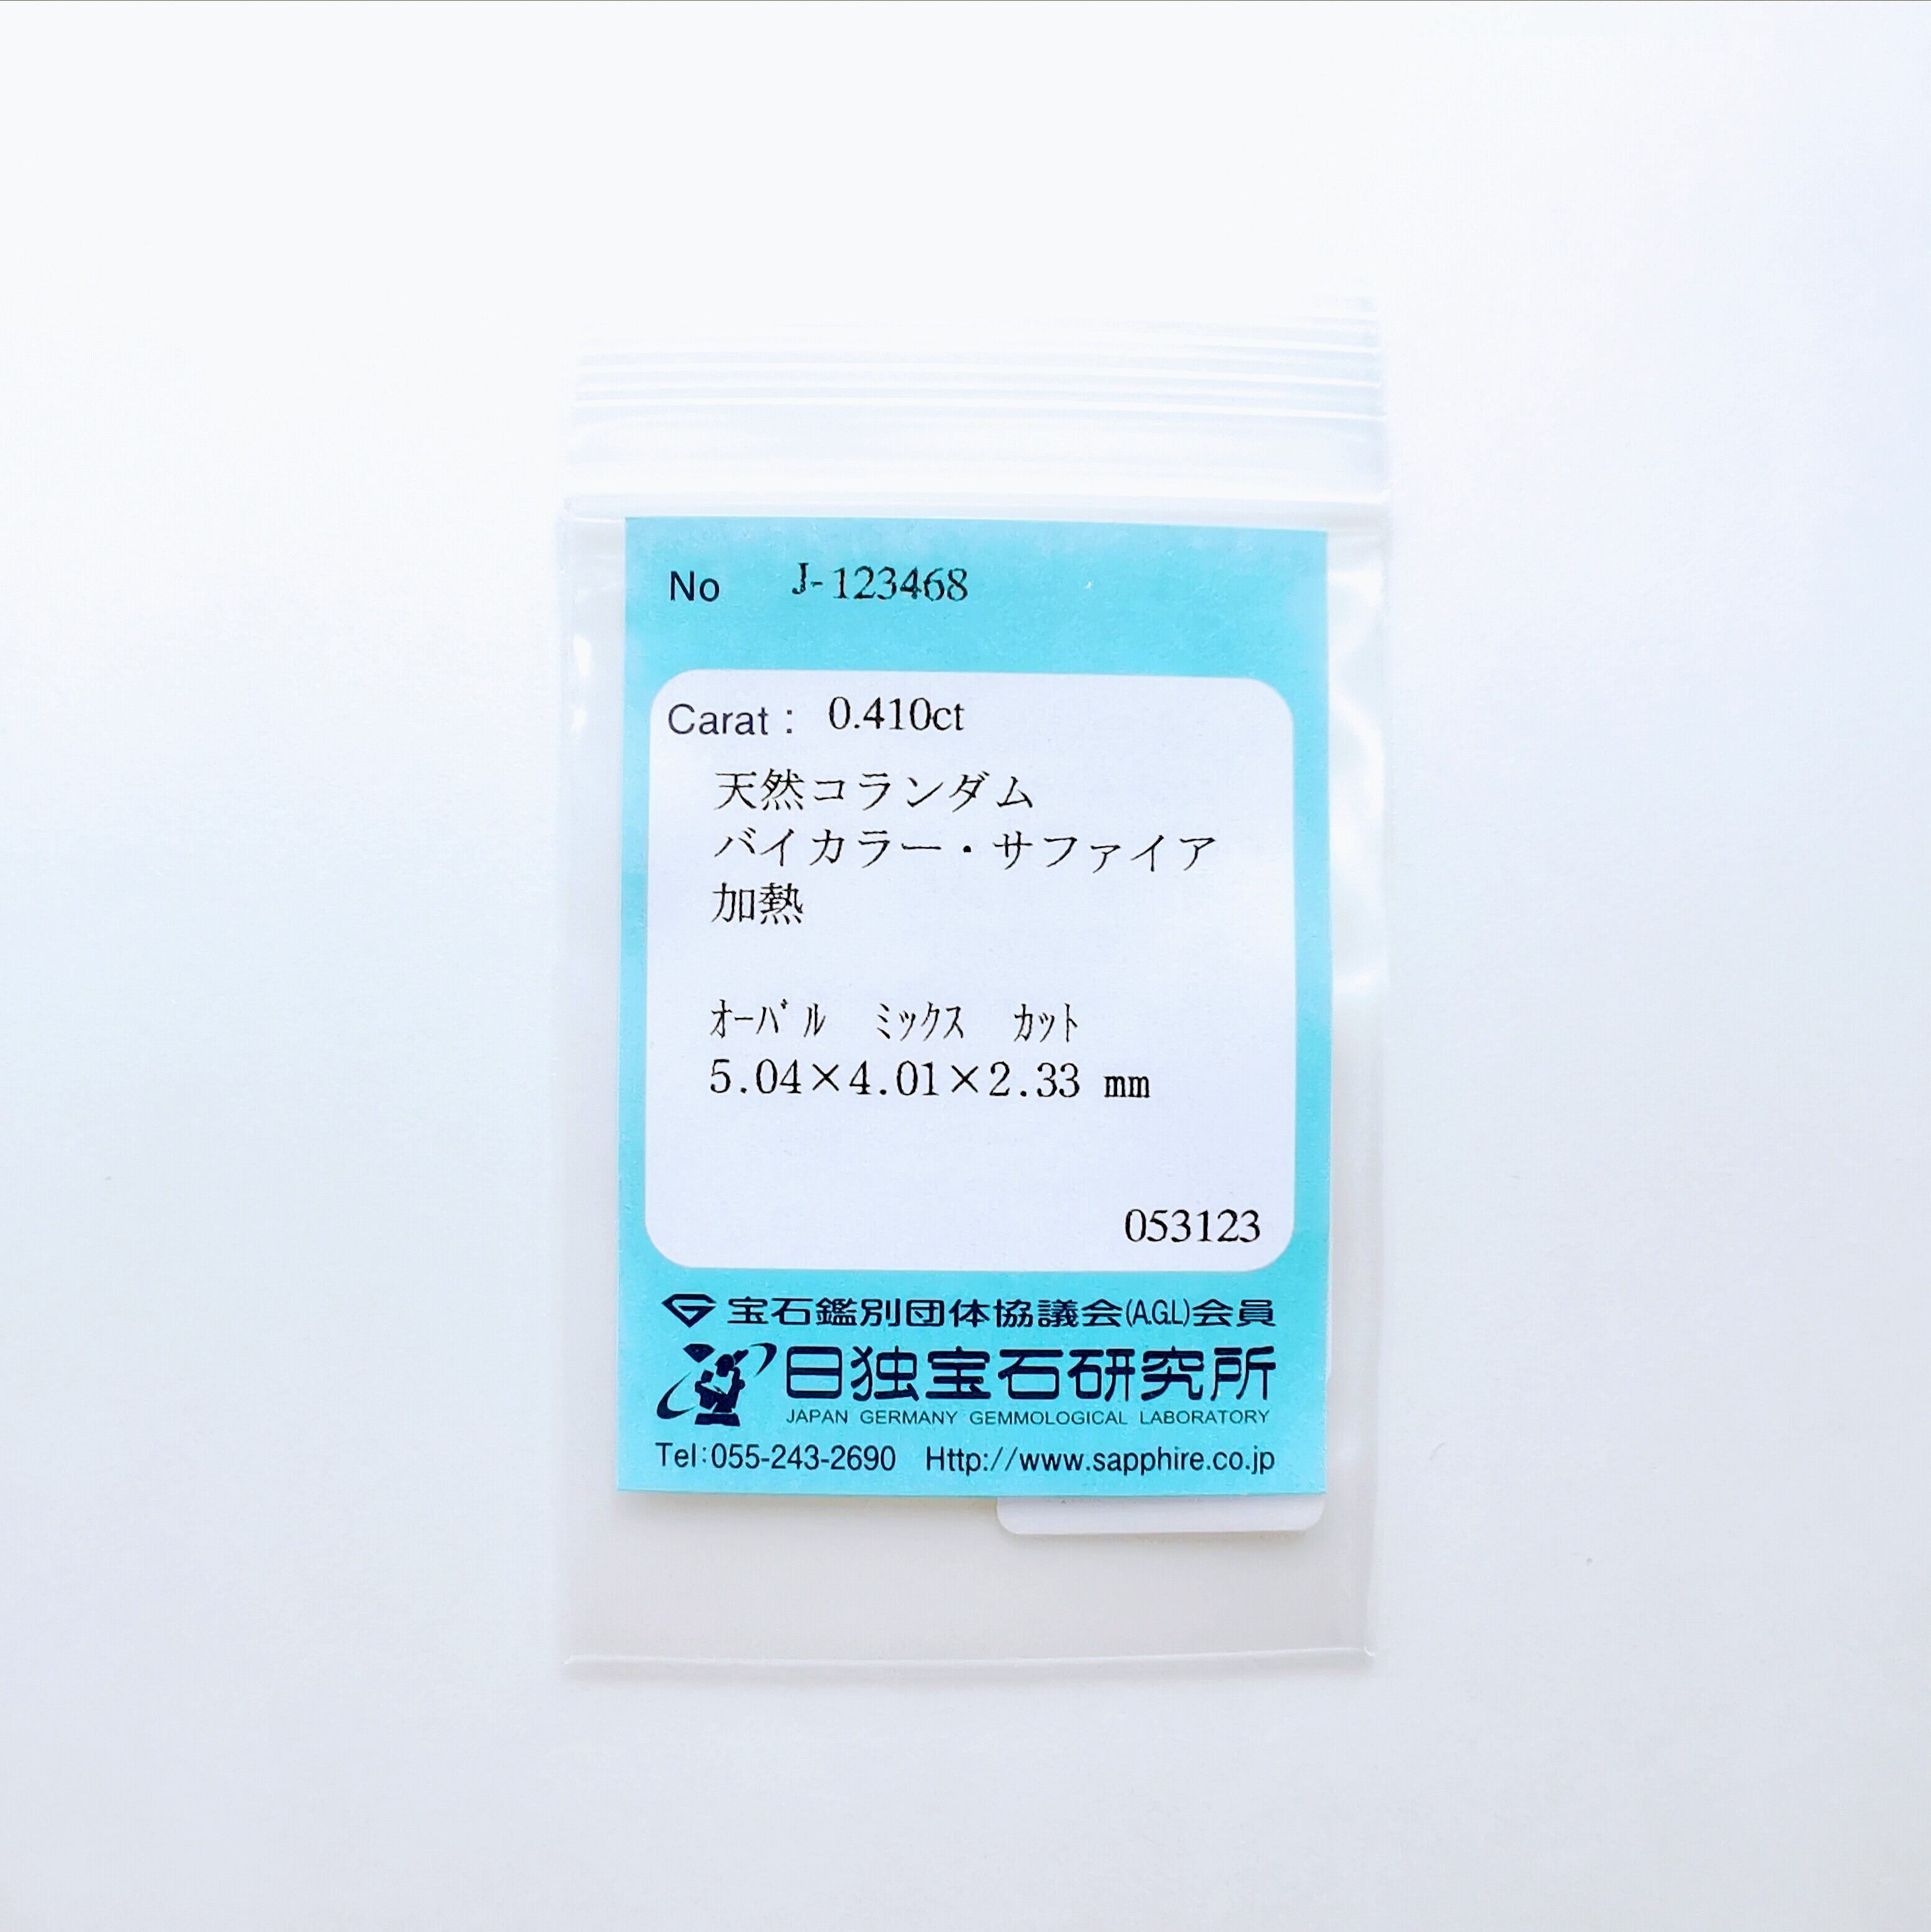 No J-123468
Carat : 0.410ct
天然コランダム
バイカラー・サファイア
加熱
ｵｰﾊﾞﾙ ﾐｯｸｽ ｶｯﾄ
5.04×4.01×2.33 mm
053123
宝石鑑別団体協議会(A.G.L)会員
日独宝石研究所
JAPAN GERMANY GEMMOLOGICAL LABORATORY
Tel:055-243-2690 Http://www.sapphire.co.jp